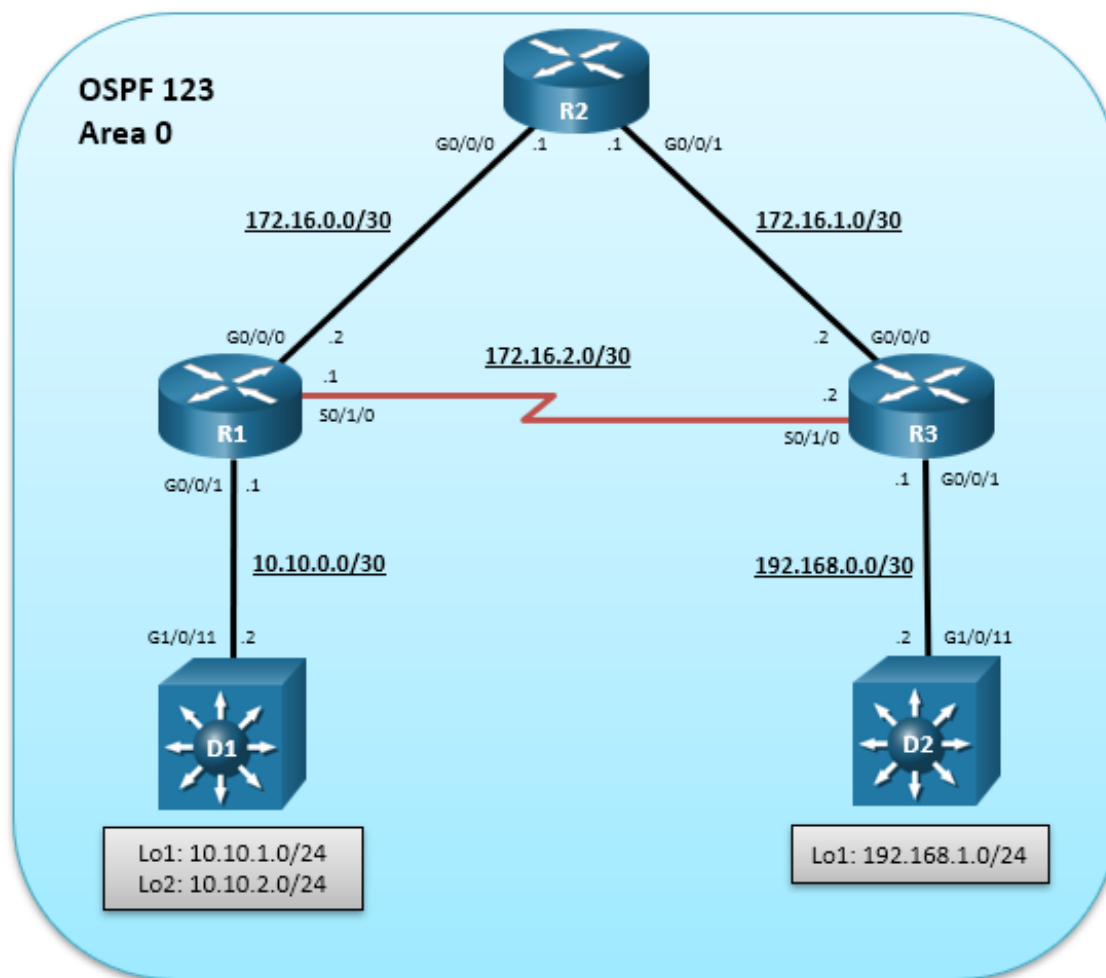 OSPF 123
Area 0
R2
G0/0/0 .1 .1 G0/0/1
172.16.0.0/30 172.16.1.0/30
G0/0/0 .2 .2 G0/0/0
172.16.2.0/30
.1 .2
S0/1/0 S0/1/0
R1 R3
G0/0/1 .1 .1 G0/0/1
10.10.0.0/30 192.168.0.0/30
G1/0/11 .2 .2 G1/0/11
D1 D2
Lo1: 10.10.1.0/24 Lo1: 192.168.1.0/24
Lo2: 10.10.2.0/24